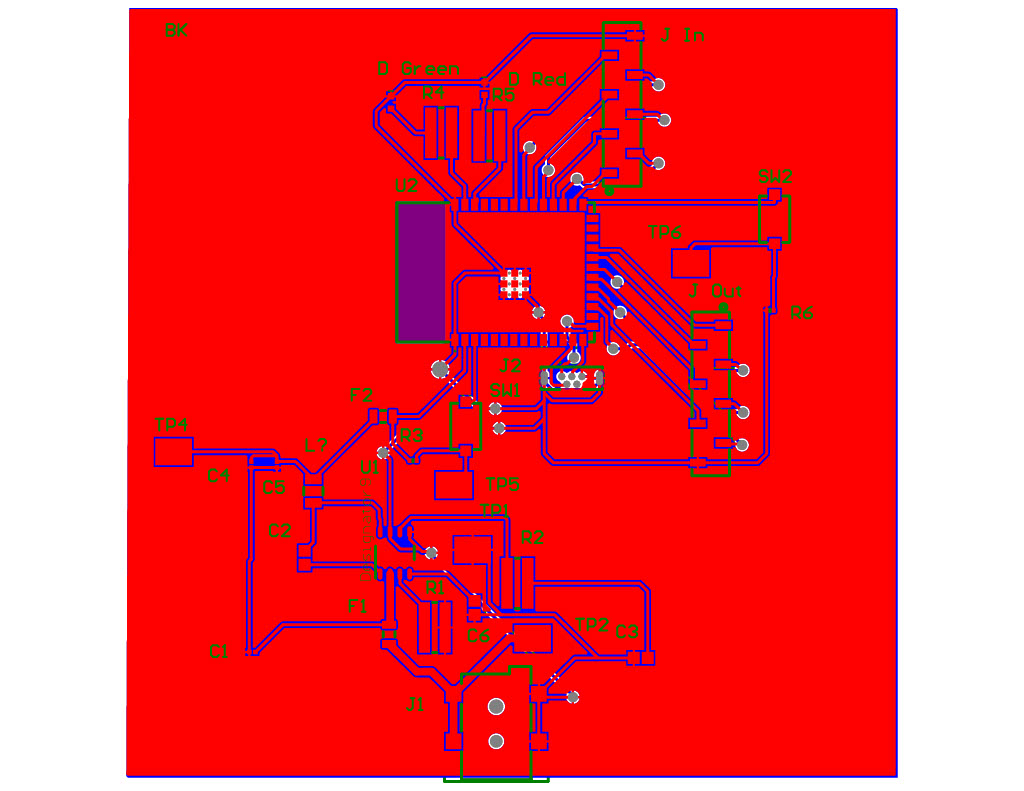 BK
J In
D Green
D Red
R4
R5
SW2
U2
TP6
J Out
R6
J2
SW1
F2
TP4
R3
L?
U1
C4
C5
TP5
TP1
C2
R2
R1
F1
TP2
C3
C6
C1
J1